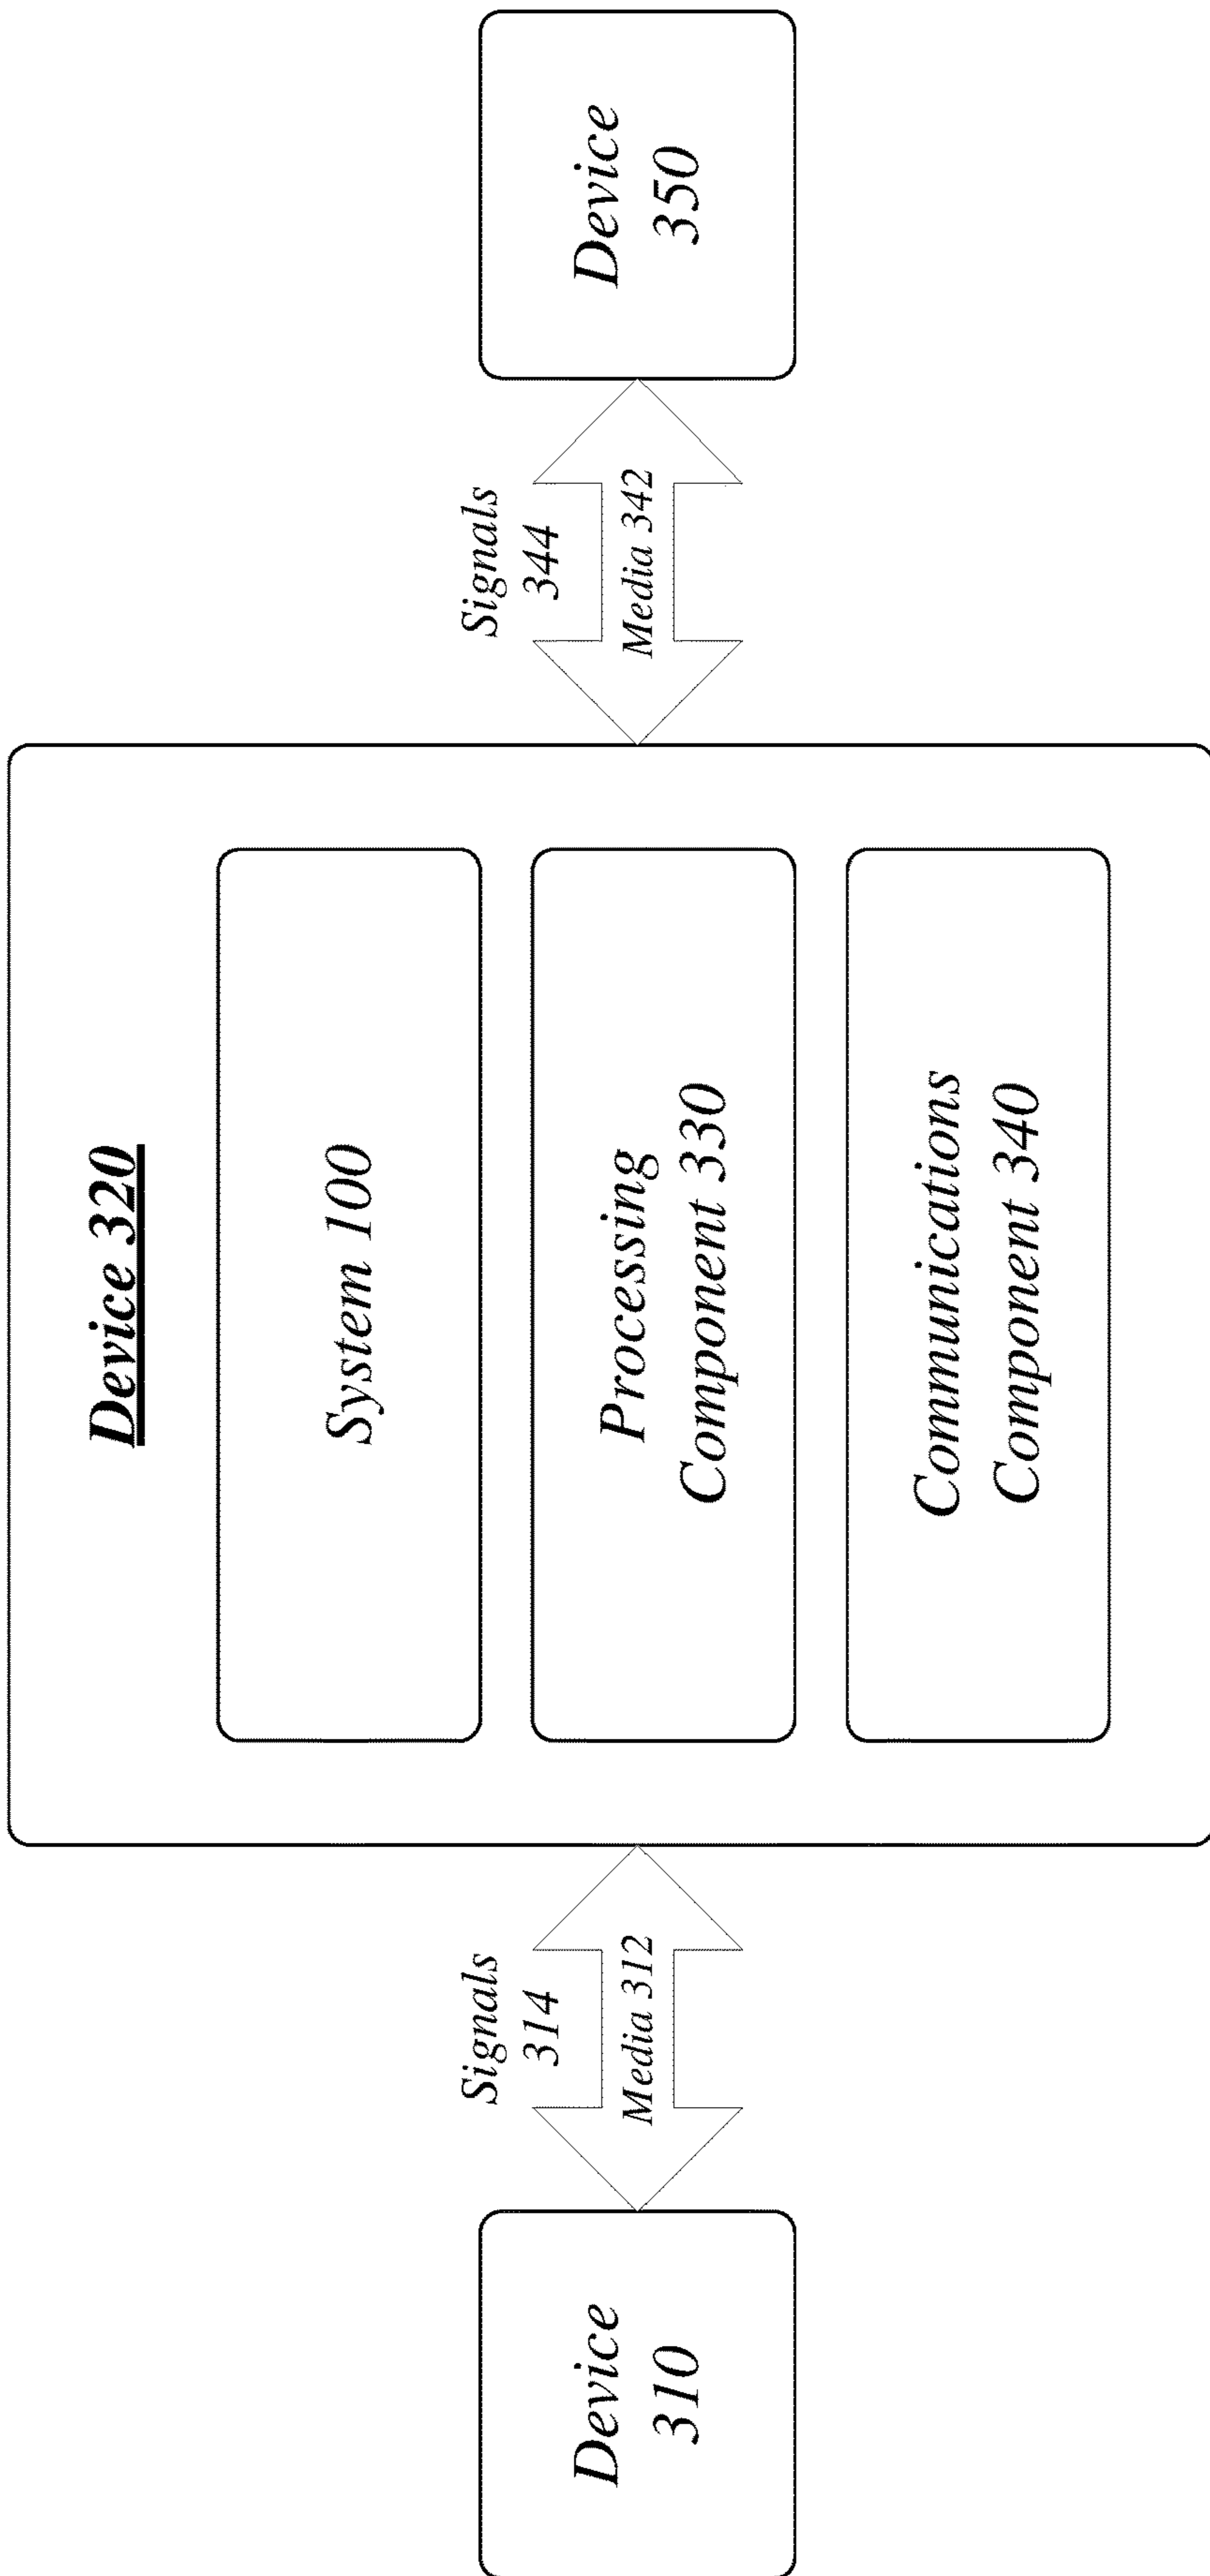 Device 320
System 100
Processing
Component 330
Communications
Component 340
Device
310
Signals
314
Media 312
Signals
344
Media 342
Device
350